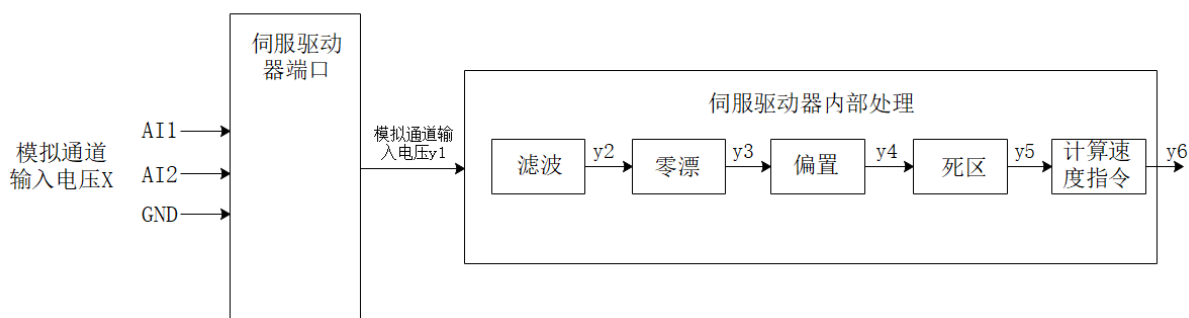 伺服驱动
器端口
模拟通道
输入电压X
AI1
AI2
GND
模拟通道输
入电压y1
伺服驱动器内部处理
滤波
y2
零漂
y3
偏置
y4
死区
y5
计算速
度指令
y6